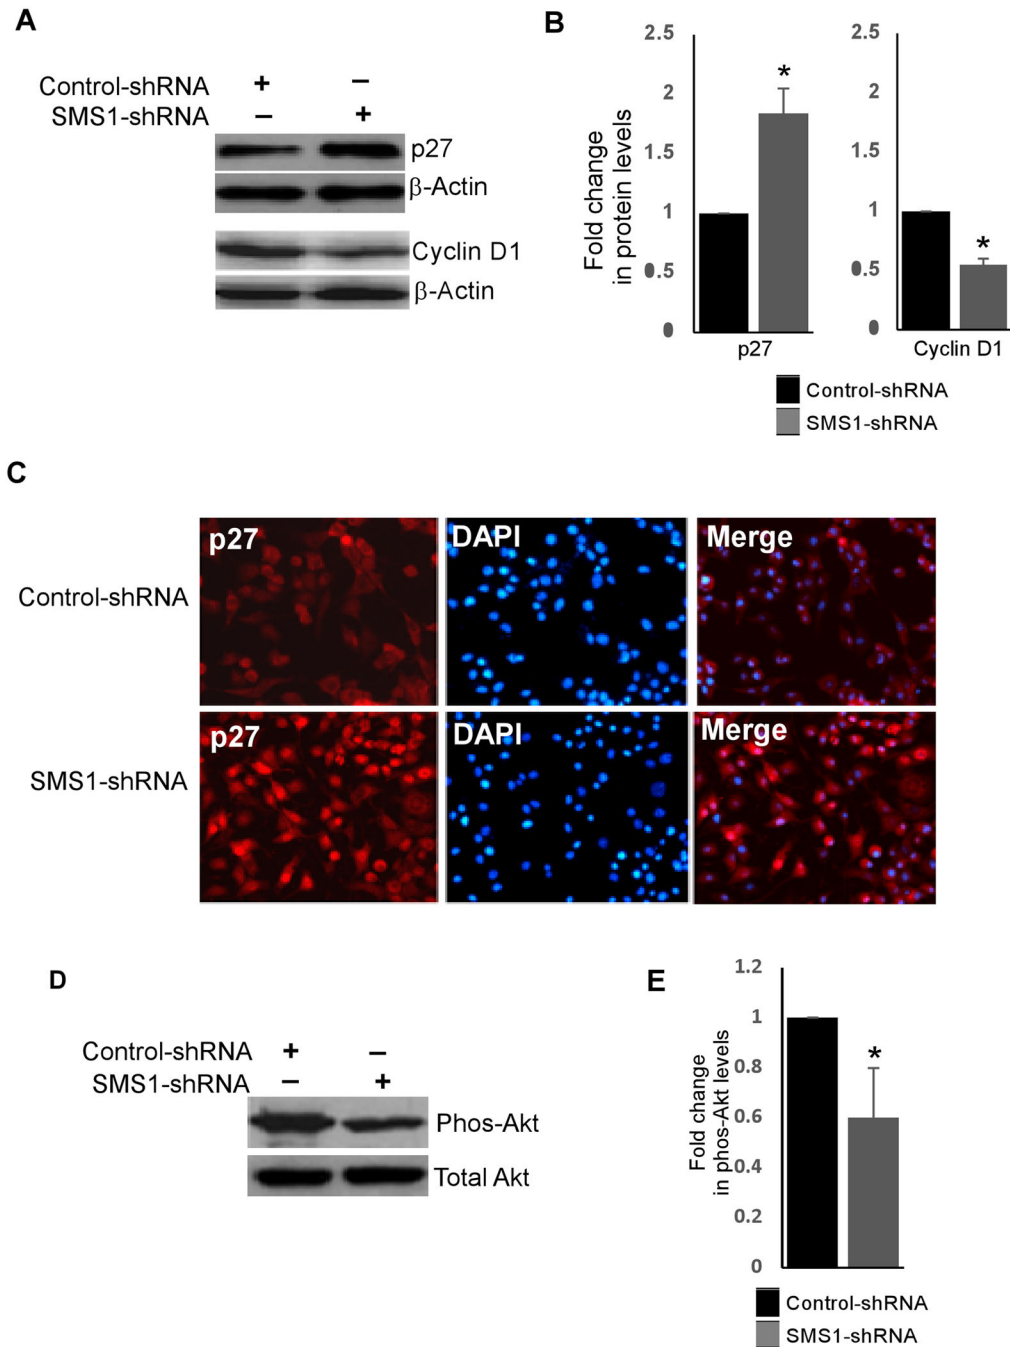 A
Control-shRNA + –
SMS1-shRNA – +
p27
β-Actin
Cyclin D1
β-Actin
B
Fold change
in protein levels
2.5
2
1.5
1
0.5
0
*
p27
2.5
2
1.5
1
0.5
0
*
Cyclin D1
Control-shRNA
SMS1-shRNA
C
Control-shRNA
p27
DAPI
Merge
SMS1-shRNA
p27
DAPI
Merge
D
Control-shRNA + –
SMS1-shRNA – +
Phos-Akt
Total Akt
E
Fold change
in phos-Akt levels
1.2
1
0.8
0.6
0.4
0.2
0
*
Control-shRNA
SMS1-shRNA